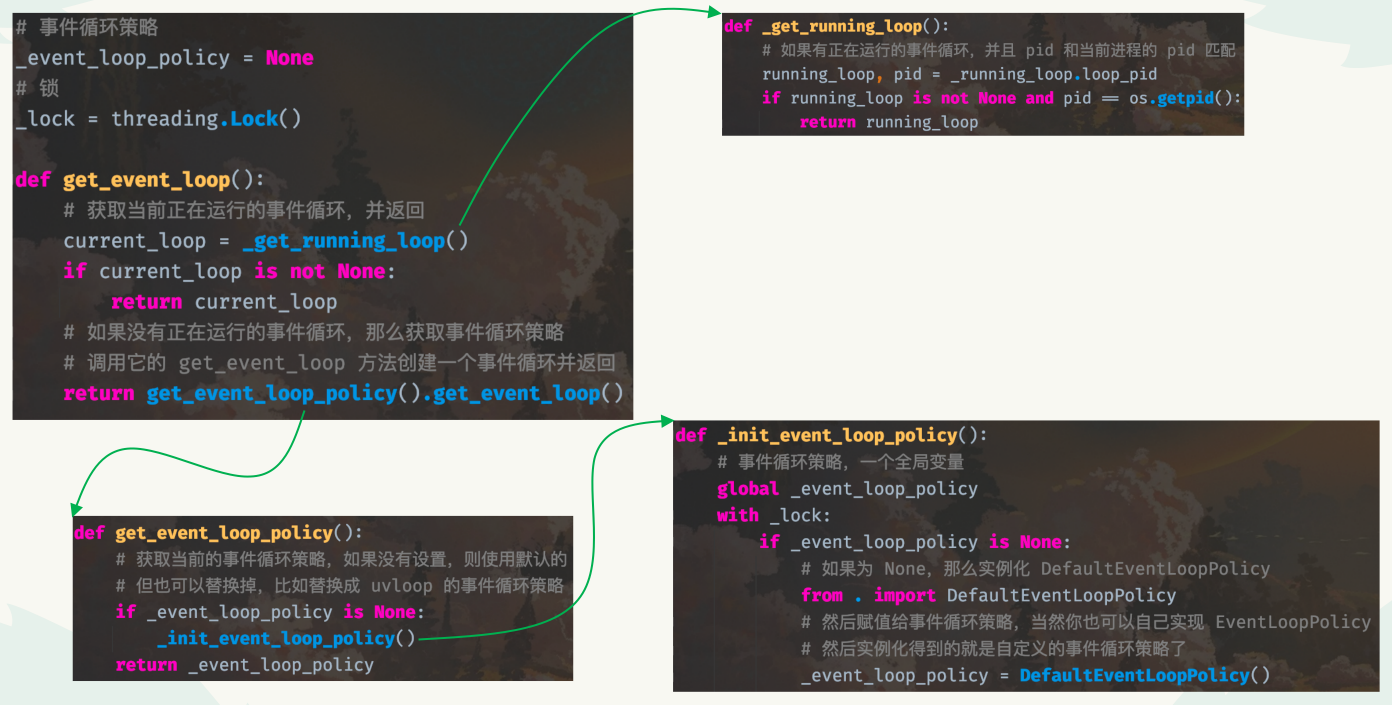 # 事件循环策略
_event_loop_policy = None
# 锁
_lock = threading.Lock()
def get_event_loop():
# 获取当前正在运行的事件循环，并返回
current_loop = _get_running_loop()
if current_loop is not None:
return current_loop
# 如果没有正在运行的事件循环，那么获取事件循环策略
# 调用它的 get_event_loop 方法创建一个事件循环并返回
return get_event_loop_policy().get_event_loop()
def _get_running_loop():
# 如果有正在运行的事件循环，并且 pid 和当前进程的 pid 匹配
running_loop, pid = _running_loop.loop_pid
if running_loop is not None and pid == os.getpid():
return running_loop
def get_event_loop_policy():
# 获取当前的事件循环策略，如果没有设置，则使用默认的
# 但也可以替换掉，比如替换成 uvloop 的事件循环策略
if _event_loop_policy is None:
_init_event_loop_policy()
return _event_loop_policy
def _init_event_loop_policy():
# 事件循环策略，一个全局变量
global _event_loop_policy
with _lock:
if _event_loop_policy is None:
# 如果为 None，那么实例化 DefaultEventLoopPolicy
from . import DefaultEventLoopPolicy
# 然后赋值给事件循环策略，当然你也可以自己实现 EventLoopPolicy
# 然后实例化得到的就是自定义的事件循环策略了
_event_loop_policy = DefaultEventLoopPolicy()